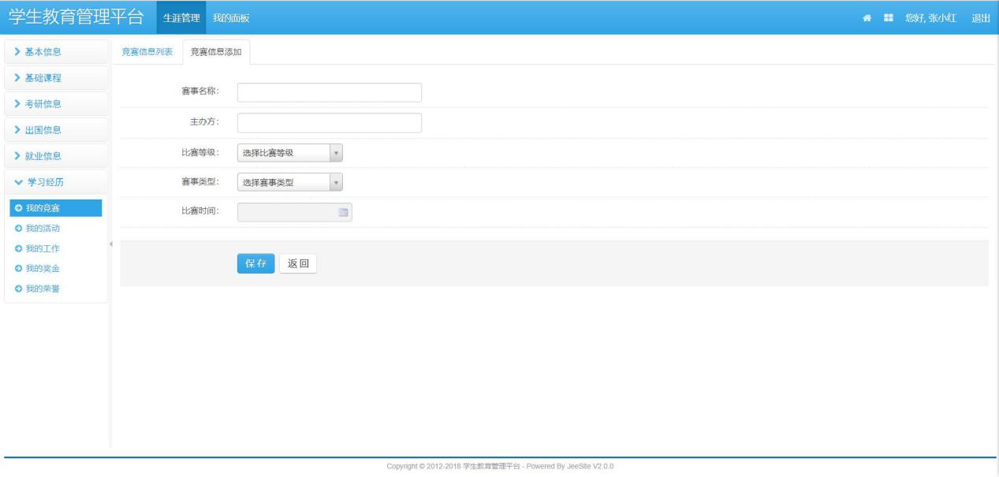 学生教育管理平台 生涯管理 我的面板 您好, 张小红 退出
基本信息
基础课程
考研信息
出国信息
就业信息
学习经历
我的竞赛
我的活动
我的工作
我的奖金
我的荣誉
竞赛信息列表 竞赛信息添加
赛事名称:
主办方:
比赛等级: 选择比赛等级
赛事类型: 选择赛事类型
比赛时间:
保存 返回
Copyright © 2012-2018 学生教育管理平台 - Powered By JeeSite V2.0.0